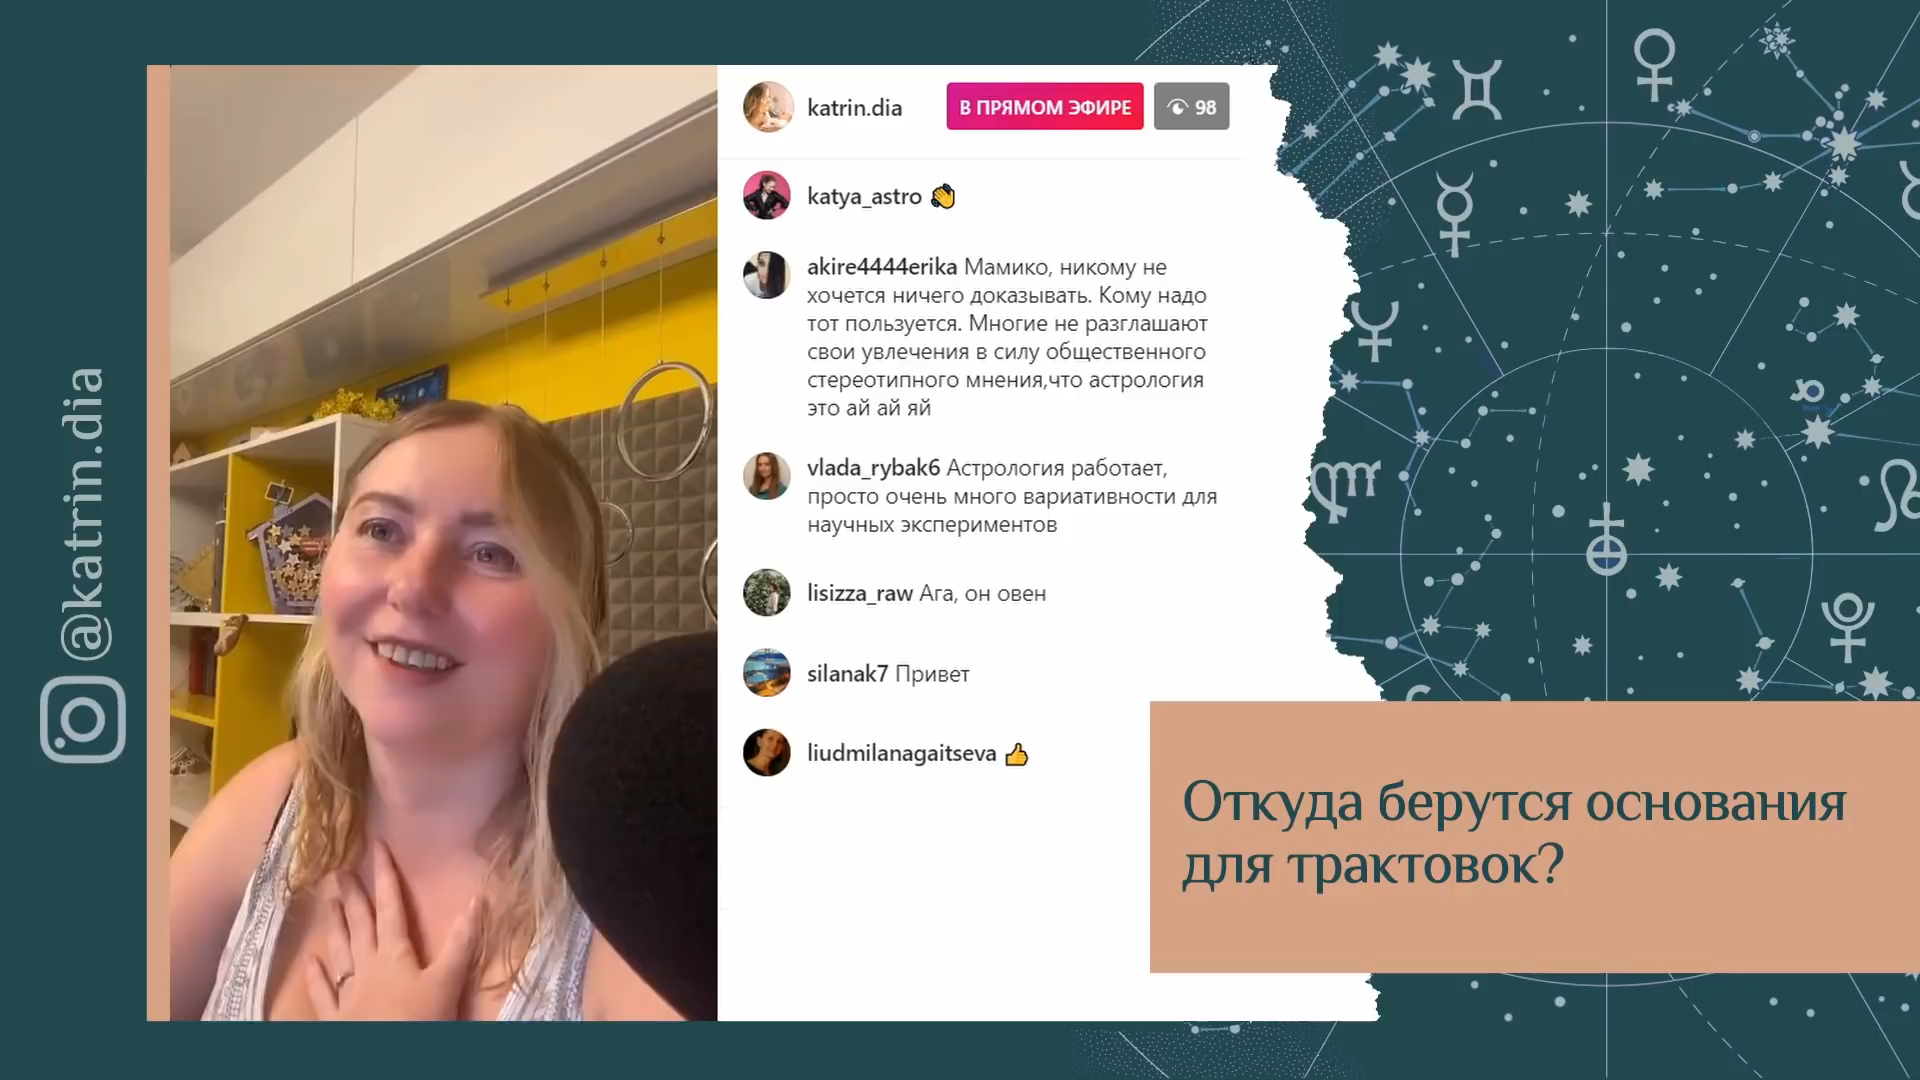 @katrin.dia
katrin.dia
В ПРЯМОМ ЭФИРЕ
98
katya_astro 👏
akire4444erika Мамико, никому не
хочется ничего доказывать. Кому надо
тот пользуется. Многие не разглашают
свои увлечения в силу общественного
стереотипного мнения,что астрология
это ай ай яй
vlada_rybak6 Астрология работает,
просто очень много вариативности для
научных экспериментов
lisizza_raw Ага, он овен
silanak7 Привет
liudmilanagaitseva 👍
Откуда берутся основания
для трактовок?